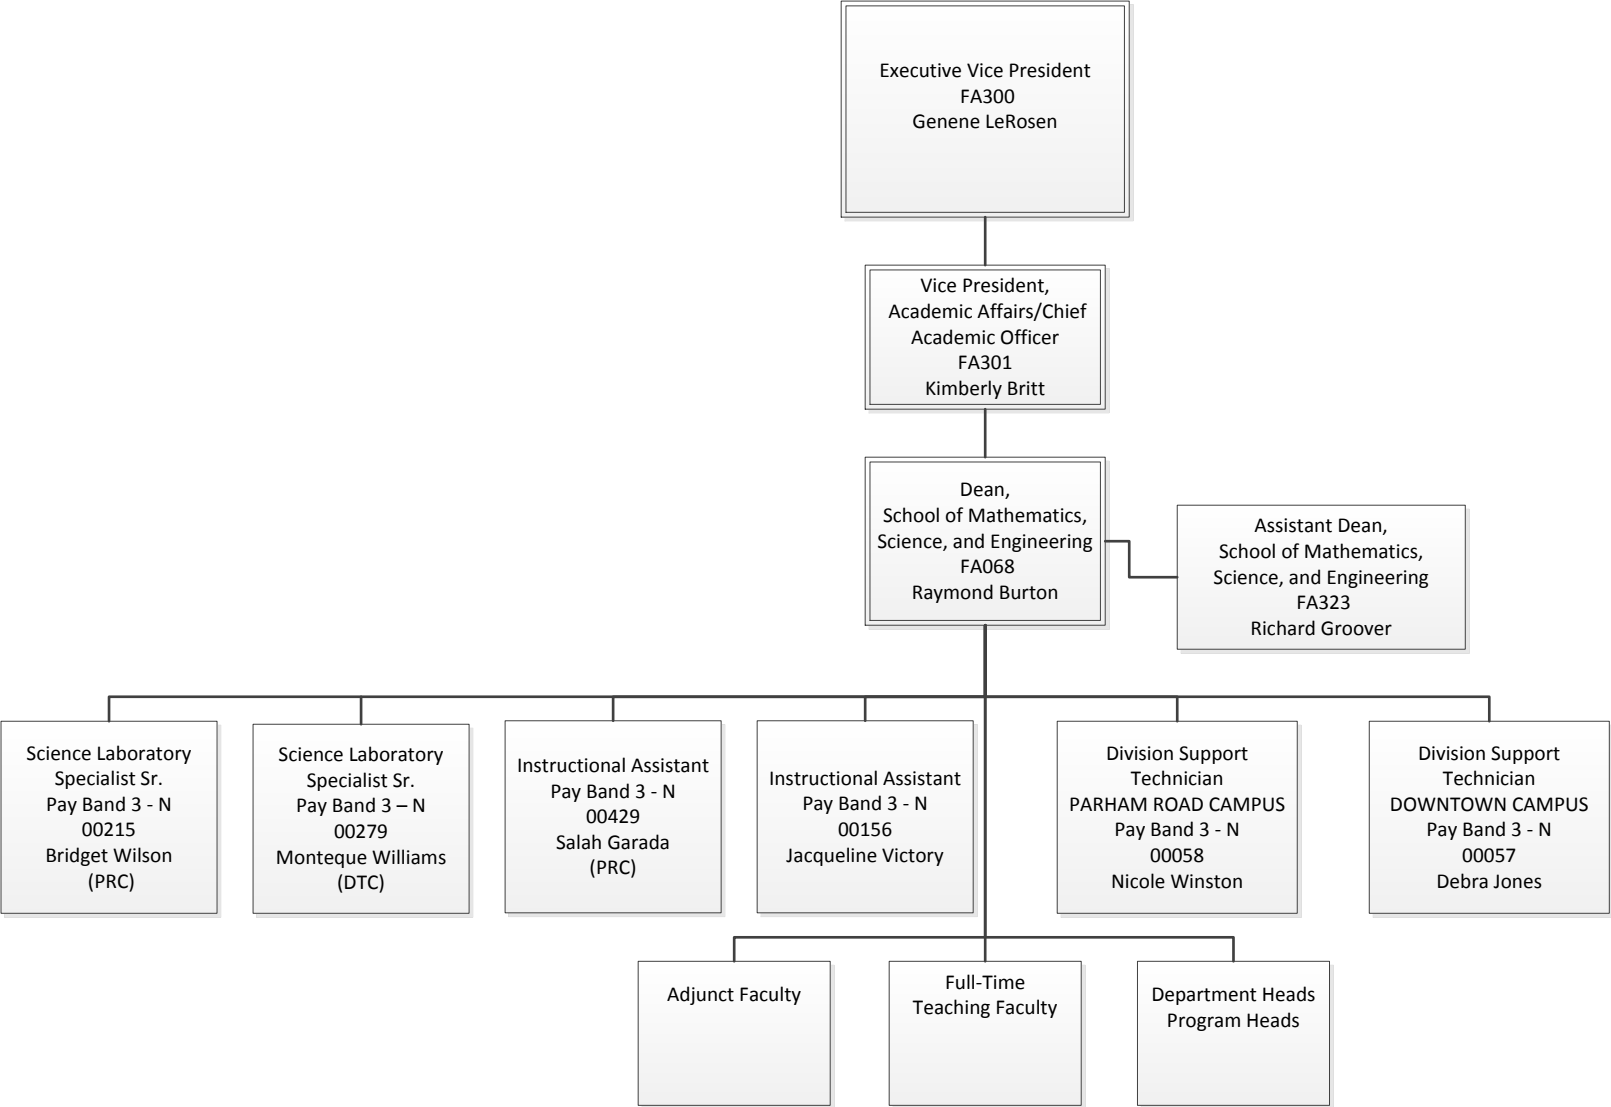 Executive Vice President
FA300
Genene LeRosen
Vice President,
Academic Affairs/Chief
Academic Officer
FA301
Kimberly Britt
Dean,
School of Mathematics,
Science, and Engineering
FA068
Raymond Burton
Assistant Dean,
School of Mathematics,
Science, and Engineering
FA323
Richard Groover
Science Laboratory
Specialist Sr.
Pay Band 3 - N
00215
Bridget Wilson
(PRC)
Science Laboratory
Specialist Sr.
Pay Band 3 – N
00279
Monteque Williams
(DTC)
Instructional Assistant
Pay Band 3 - N
00429
Salah Garada
(PRC)
Instructional Assistant
Pay Band 3 - N
00156
Jacqueline Victory
Division Support
Technician
PARHAM ROAD CAMPUS
Pay Band 3 - N
00058
Nicole Winston
Division Support
Technician
DOWNTOWN CAMPUS
Pay Band 3 - N
00057
Debra Jones
Adjunct Faculty
Full-Time
Teaching Faculty
Department Heads
Program Heads